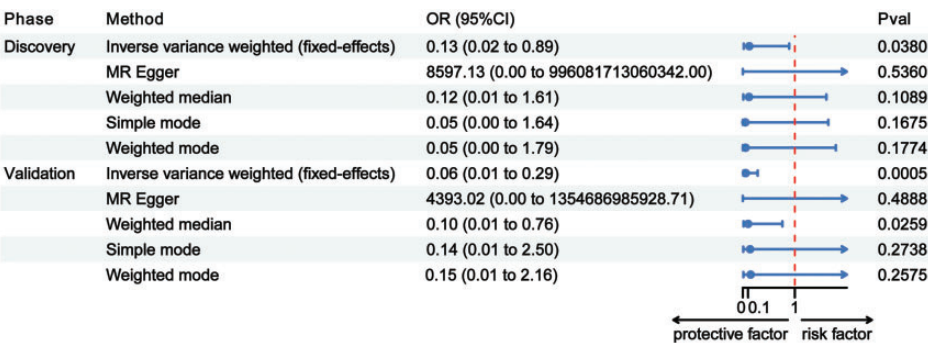 Phase Method OR (95%CI) Pval
Discovery Inverse variance weighted (fixed-effects) 0.13 (0.02 to 0.89) 0.0380
MR Egger 8597.13 (0.00 to 996081713060342.00) 0.5360
Weighted median 0.12 (0.01 to 1.61) 0.1089
Simple mode 0.05 (0.00 to 1.64) 0.1675
Weighted mode 0.05 (0.00 to 1.79) 0.1774
Validation Inverse variance weighted (fixed-effects) 0.06 (0.01 to 0.29) 0.0005
MR Egger 4393.02 (0.00 to 1354686985928.71) 0.4888
Weighted median 0.10 (0.01 to 0.76) 0.0259
Simple mode 0.14 (0.01 to 2.50) 0.2738
Weighted mode 0.15 (0.01 to 2.16) 0.2575
0 0.1 1
protective factor risk factor